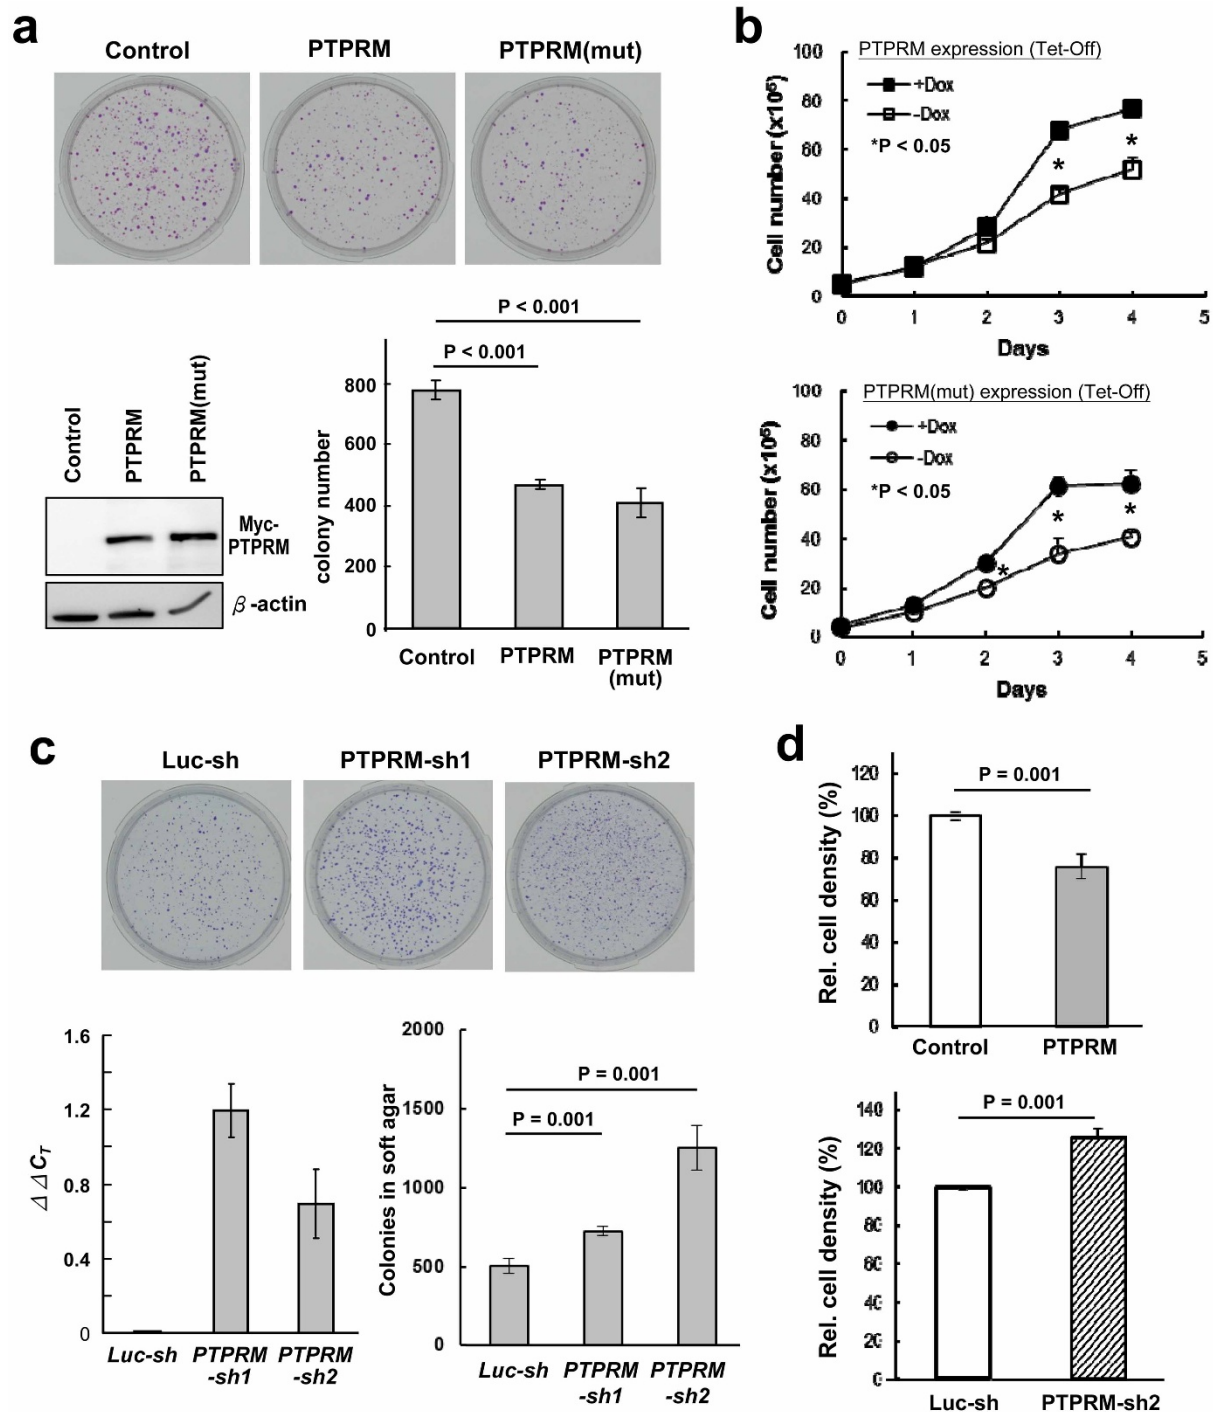 a
Control
PTPRM
PTPRM(mut)
Control
PTPRM
PTPRM(mut)
Myc-
PTPRM
β-actin
P < 0.001
P < 0.001
colony number
800
600
400
200
0
Control
PTPRM
PTPRM
(mut)
b
PTPRM expression (Tet-Off)
+Dox
-Dox
*P < 0.05
Cell number (x10⁵)
100
80
60
40
20
0
*
*
0 1 2 3 4 5
Days
PTPRM(mut) expression (Tet-Off)
+Dox
-Dox
*P < 0.05
Cell number (x10⁵)
100
80
60
40
20
0
*
*
*
0 1 2 3 4 5
Days
c
Luc-sh
PTPRM-sh1
PTPRM-sh2
Δ Δ C_T
1.6
1.2
0.8
0.4
0
Luc-sh
PTPRM
-sh1
PTPRM
-sh2
Colonies in soft agar
2000
1500
1000
500
0
P = 0.001
P = 0.001
Luc-sh
PTPRM
-sh1
PTPRM
-sh2
d
Rel. cell density (%)
120
100
80
60
40
20
0
P = 0.001
Control
PTPRM
Rel. cell density (%)
140
120
100
80
60
40
20
0
P = 0.001
Luc-sh
PTPRM-sh2